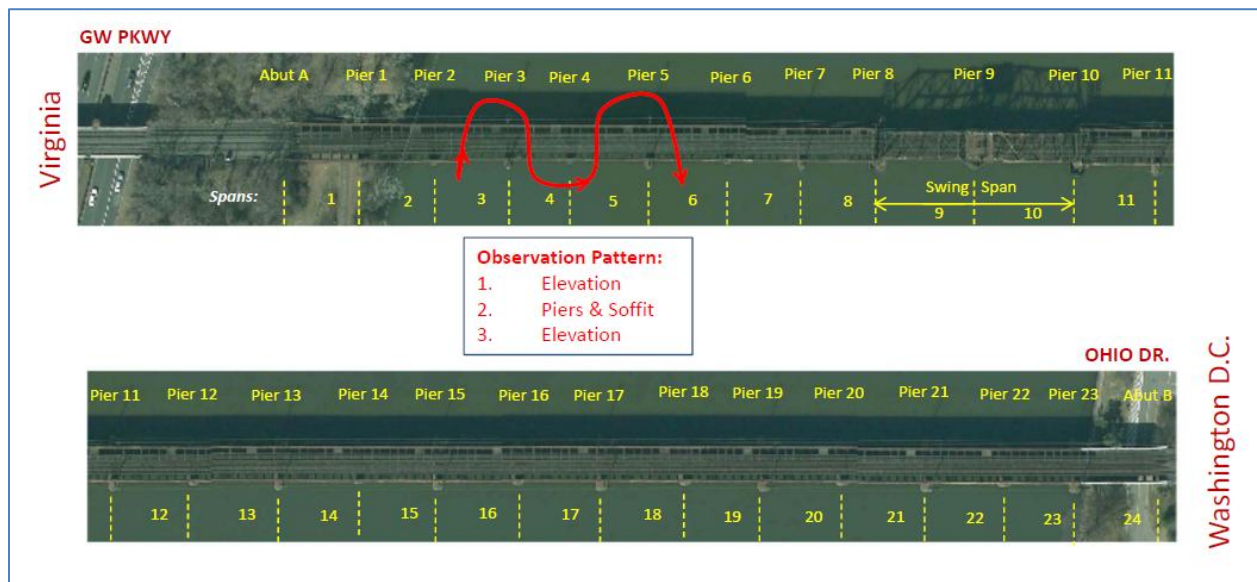 GW PKWY
Virginia
Abut A
Pier 1
Pier 2
Pier 3
Pier 4
Pier 5
Pier 6
Pier 7
Pier 8
Pier 9
Pier 10
Pier 11
Spans:
1
2
3
4
5
6
7
8
Swing Span
9
10
11
Observation Pattern:
1. Elevation
2. Piers & Soffit
3. Elevation
OHIO DR.
Washington D.C.
Pier 11
Pier 12
Pier 13
Pier 14
Pier 15
Pier 16
Pier 17
Pier 18
Pier 19
Pier 20
Pier 21
Pier 22
Pier 23
Abut B
12
13
14
15
16
17
18
19
20
21
22
23
24